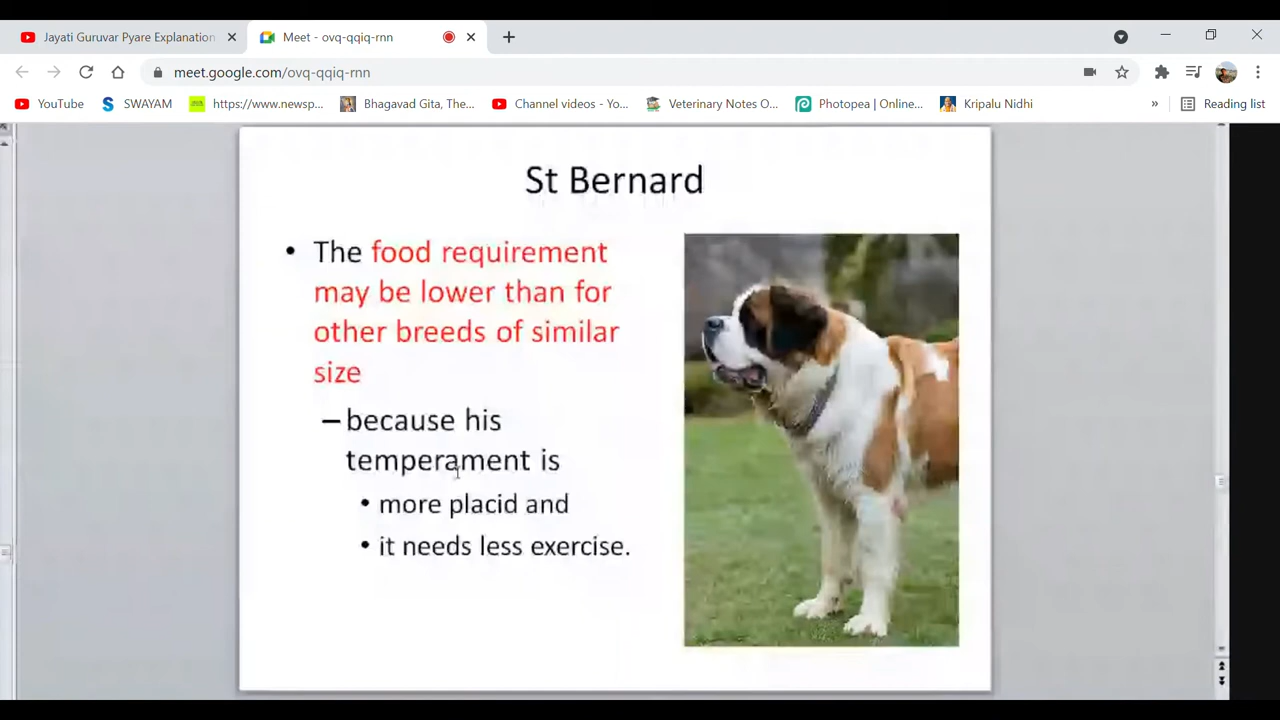 Jayati Guruvar Pyare Explanation
Meet - ovq-qqiq-rnn
meet.google.com/ovq-qqiq-rnn
YouTube
SWAYAM
https://www.newsp...
Bhagavad Gita, The...
Channel videos - Yo...
Veterinary Notes O...
Photopea | Online...
Kripalu Nidhi
»
Reading list
St Bernard
• The food requirement
may be lower than for
other breeds of similar
size
– because his
temperament is
• more placid and
• it needs less exercise.